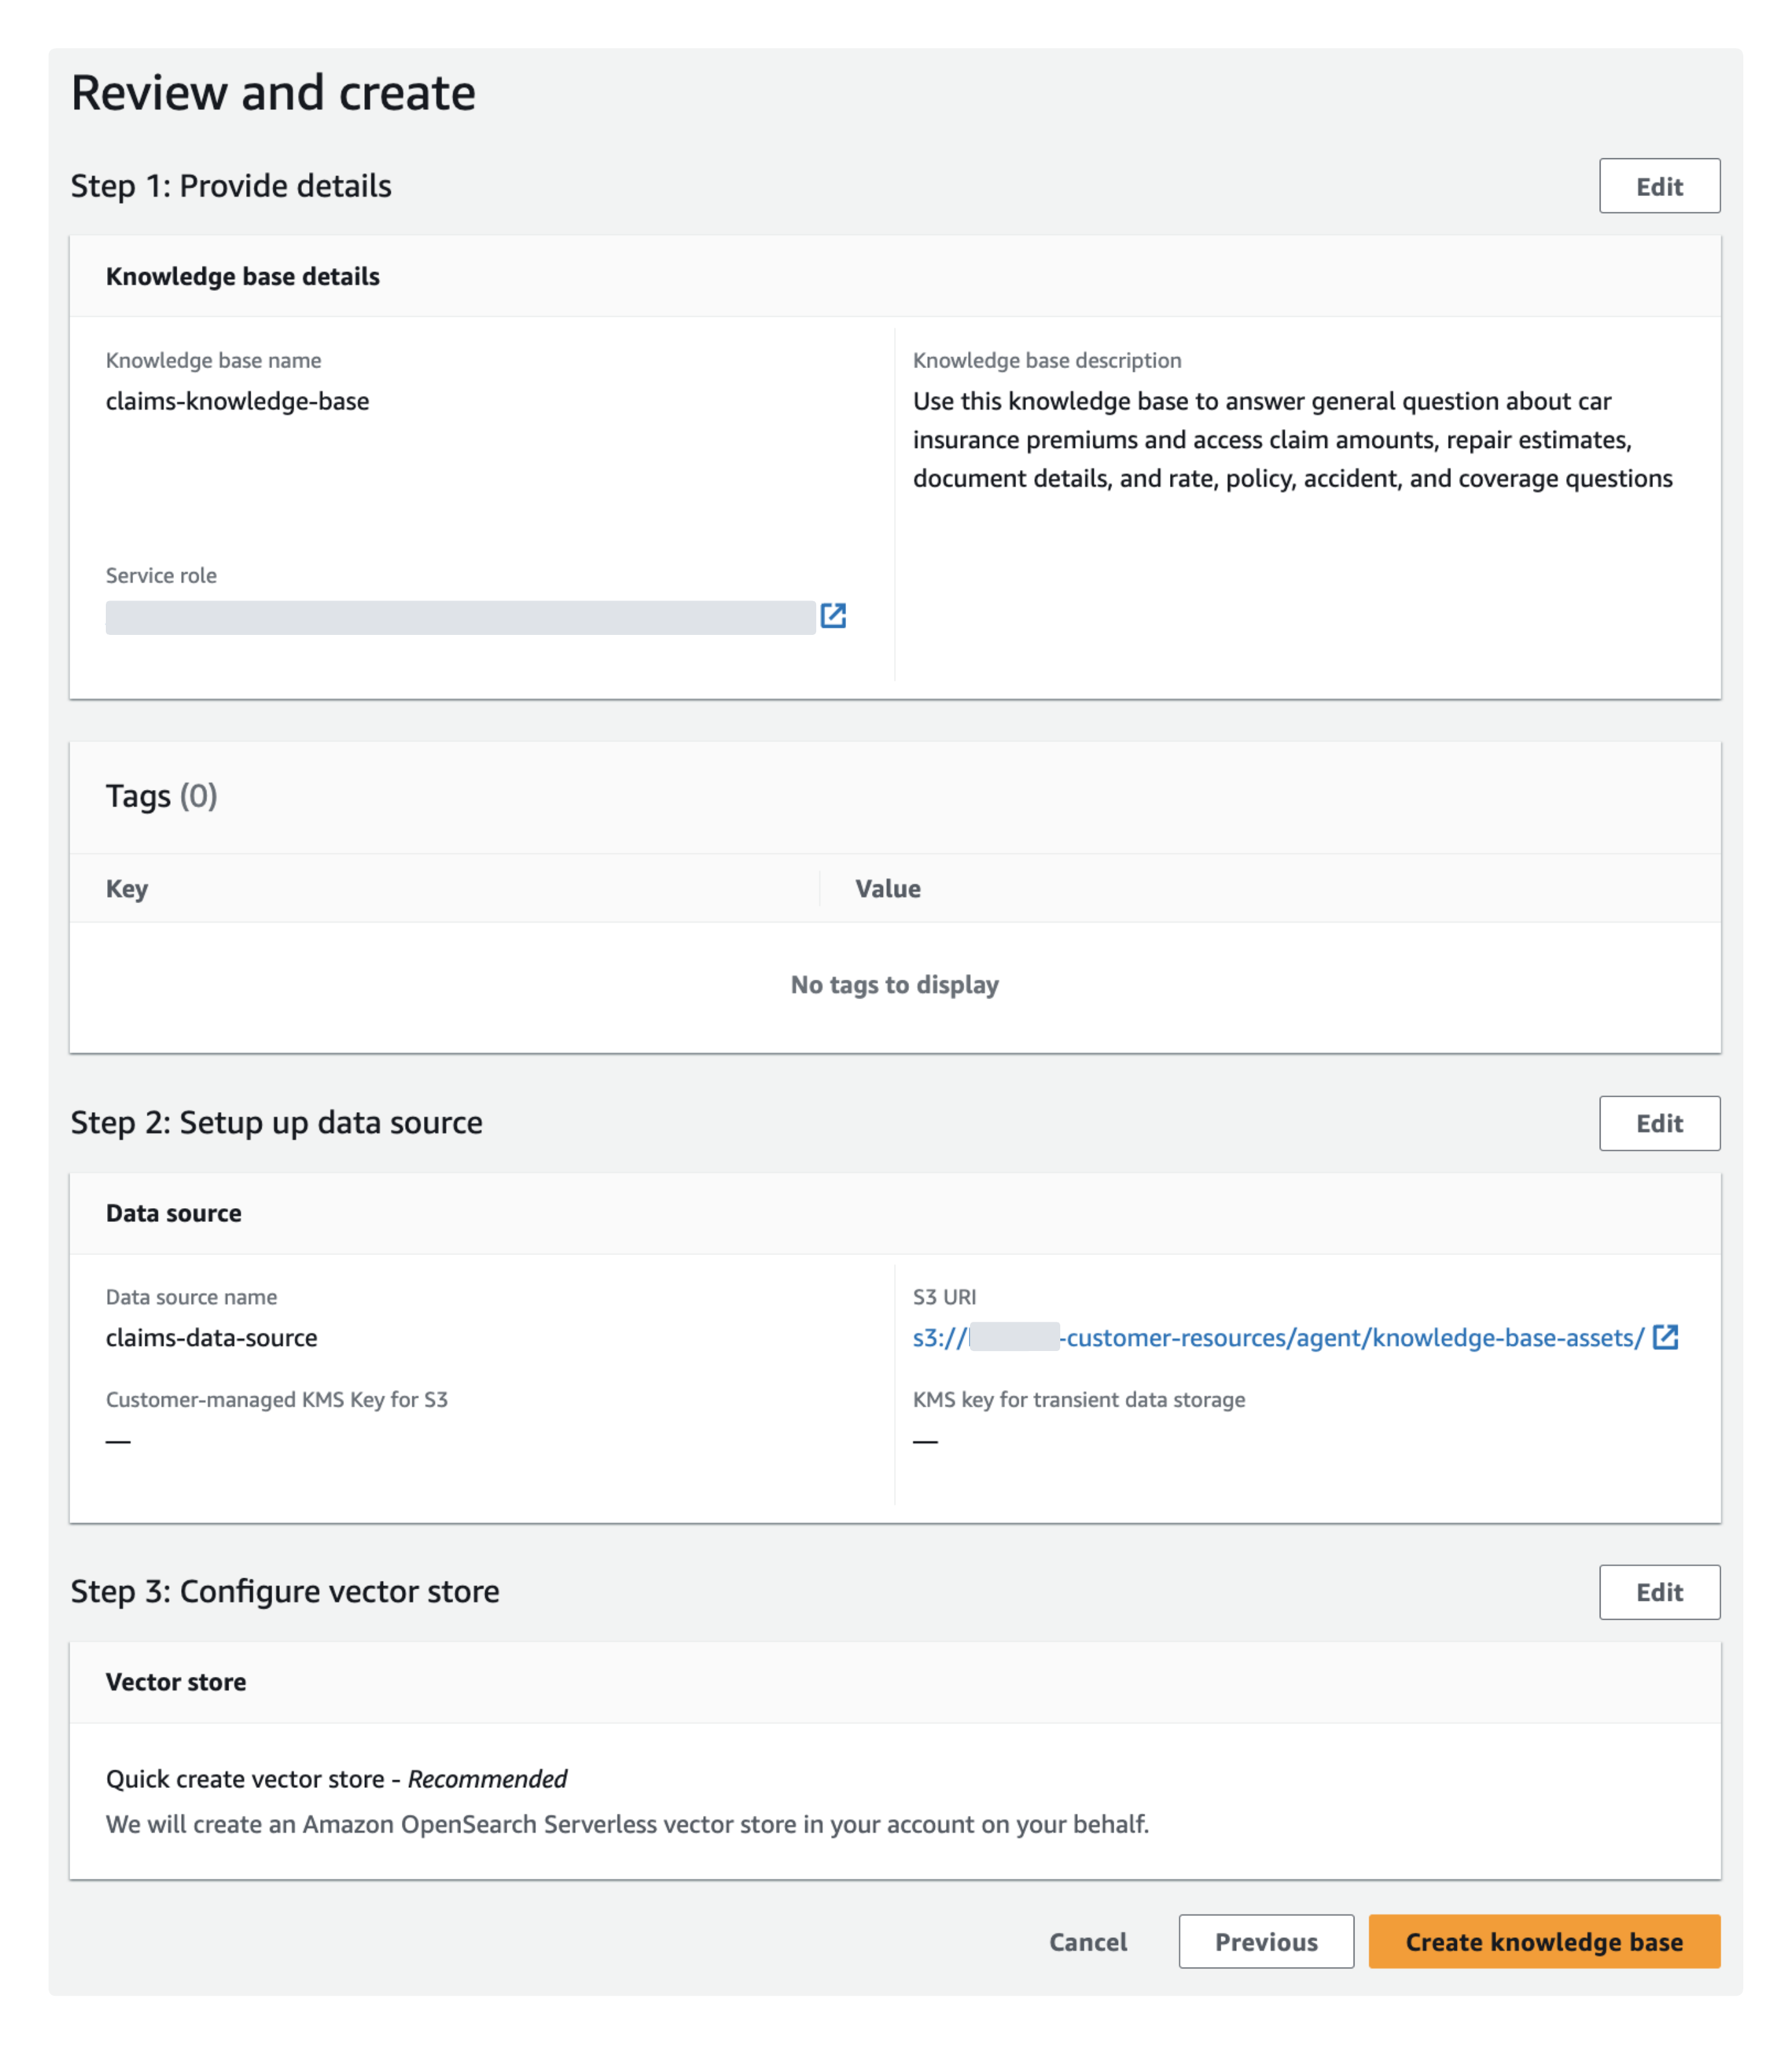 Review and create
Step 1: Provide details
Edit
Knowledge base details
Knowledge base name
claims-knowledge-base
Knowledge base description
Use this knowledge base to answer general question about car
insurance premiums and access claim amounts, repair estimates,
document details, and rate, policy, accident, and coverage questions
Service role
Tags (0)
Key
Value
No tags to display
Step 2: Setup up data source
Edit
Data source
Data source name
claims-data-source
S3 URI
s3:// -customer-resources/agent/knowledge-base-assets/
Customer-managed KMS Key for S3
—
KMS key for transient data storage
—
Step 3: Configure vector store
Edit
Vector store
Quick create vector store - Recommended
We will create an Amazon OpenSearch Serverless vector store in your account on your behalf.
Cancel
Previous
Create knowledge base